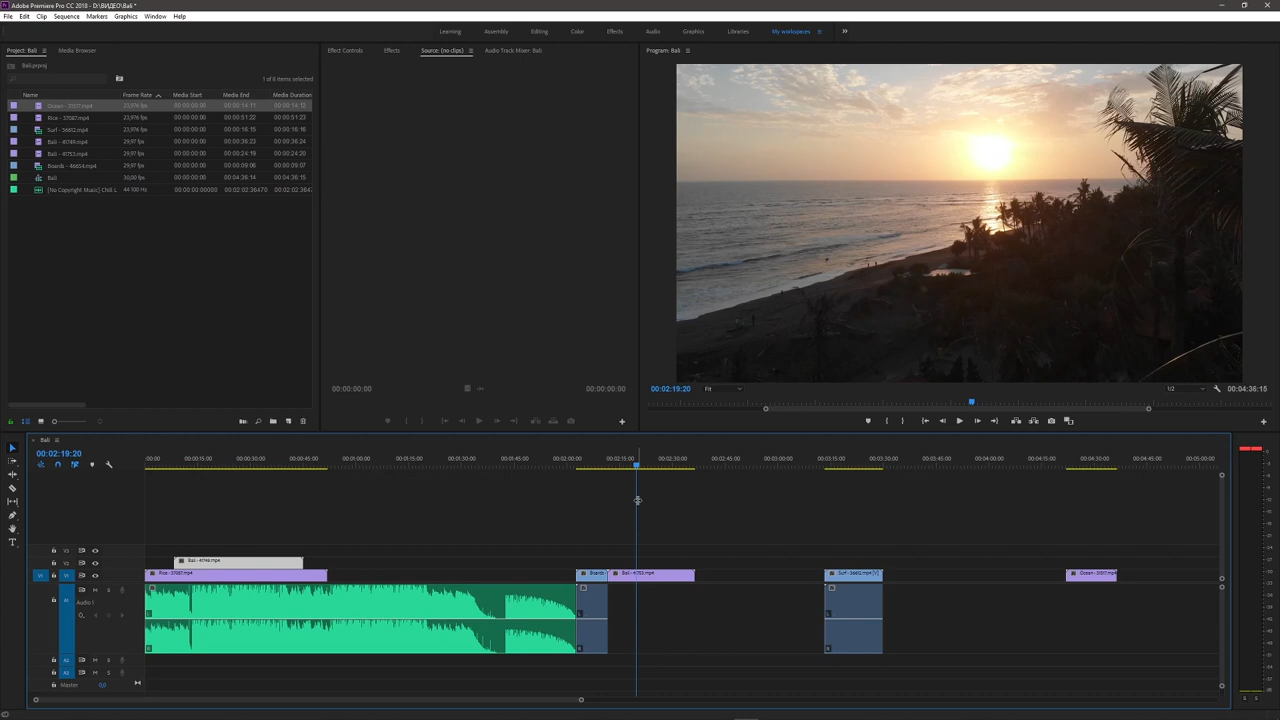 Adobe Premiere Pro CC 2018 - D:\ВИДЕО\Bali *
File Edit Clip Sequence Markers Graphics Window Help
Learning Assembly Editing Color Effects Audio Graphics Libraries My workspaces
Project: Bali Media Browser
Effect Controls Effects Source: (no clips) Audio Track Mixer: Bali
Program: Bali
Bali.prproj
1 of 8 items selected
Name Frame Rate Media Start Media End Media Duration
Ocean - 31517.mp4 23,976 fps 00:00:00:00 00:00:14:11 00:00:14:12
Rice - 37087.mp4 23,976 fps 00:00:00:00 00:00:51:22 00:00:51:23
Surf - 36612.mp4 23,976 fps 00:00:00:00 00:00:16:15 00:00:16:16
Bali - 41749.mp4 29,97 fps 00:00:00:00 00:00:36:23 00:00:36:24
Bali - 41753.mp4 29,97 fps 00:00:00:00 00:00:24:19 00:00:24:20
Boards - 46654.mp4 29,97 fps 00:00:00:00 00:00:09:05 00:00:09:06
Bali 30,00 fps 00:00:00:00 00:04:36:14 00:04:36:15
[No Copyright Music] Chill L 44 100 Hz 00:00:00:00000 00:02:02:36470 00:02:02:3647
00:00:00:00 00:00:00:00
00:02:19:20 Fit 1/2 00:04:36:15
Bali
00:02:19:20
:00:00 00:00:15:00 00:00:30:00 00:00:45:00 00:01:00:00 00:01:15:00 00:01:30:00 00:01:45:00 00:02:00:00 00:02:15:00 00:02:30:00 00:02:45:00 00:03:00:00 00:03:15:00 00:03:30:00 00:03:45:00 00:04:00:00 00:04:15:00 00:04:30:00 00:04:45:00 00:05:00:00
V3
V2 Bali - 41749.mp4
V1 V1 Rice - 37087.mp4 Boards Bali - 41753.mp4 Surf - 36612.mp4 [V] Ocean - 31517.mp4
A1 M S
Audio 1
A2 M S
A3 M S
Master 0,0
S S